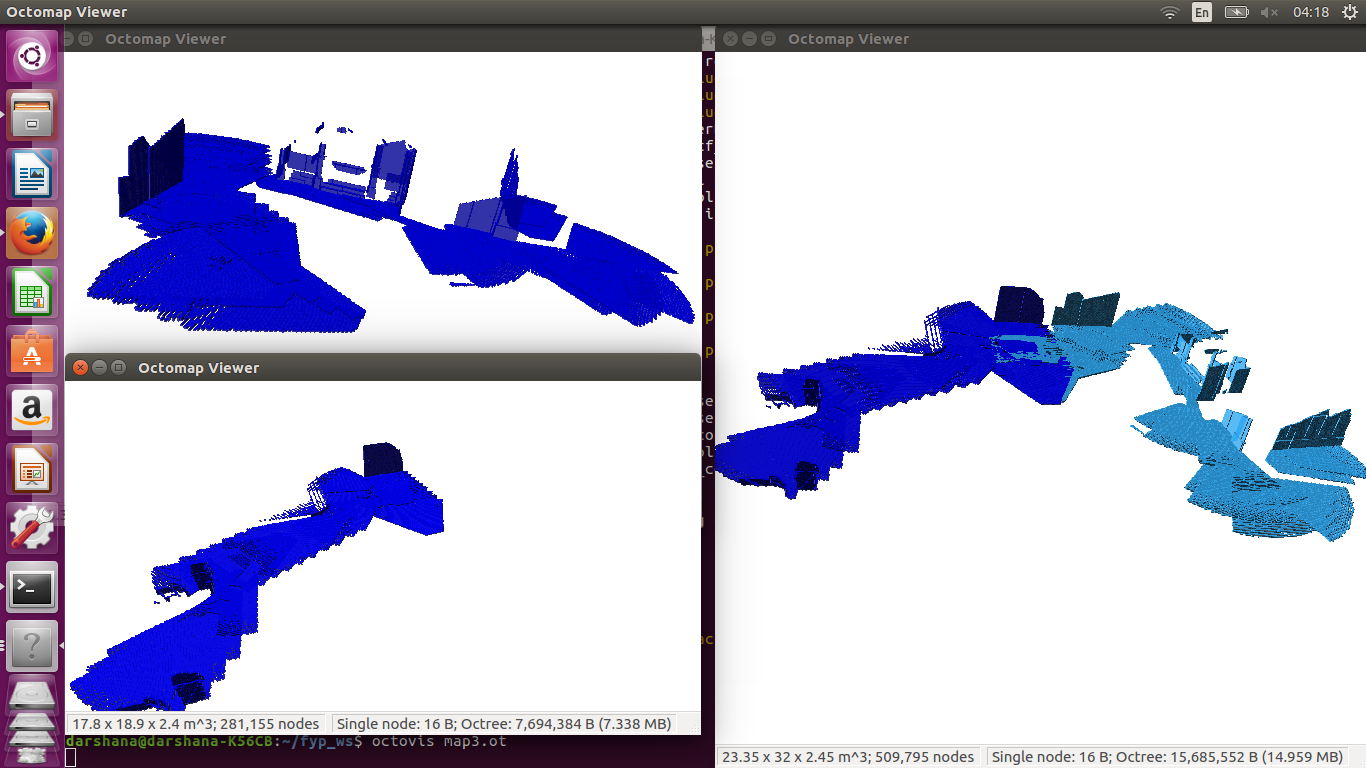 Octomap Viewer
En
04:18
Octomap Viewer
Octomap Viewer
Octomap Viewer
17.8 x 18.9 x 2.4 m^3; 281,155 nodes
Single node: 16 B; Octree: 7,694,384 B (7.338 MB)
darshana@darshana-K56CB:~/fyp_ws$ octovis map3.ot
23.35 x 32 x 2.45 m^3; 509,795 nodes
Single node: 16 B; Octree: 15,685,552 B (14.959 MB)